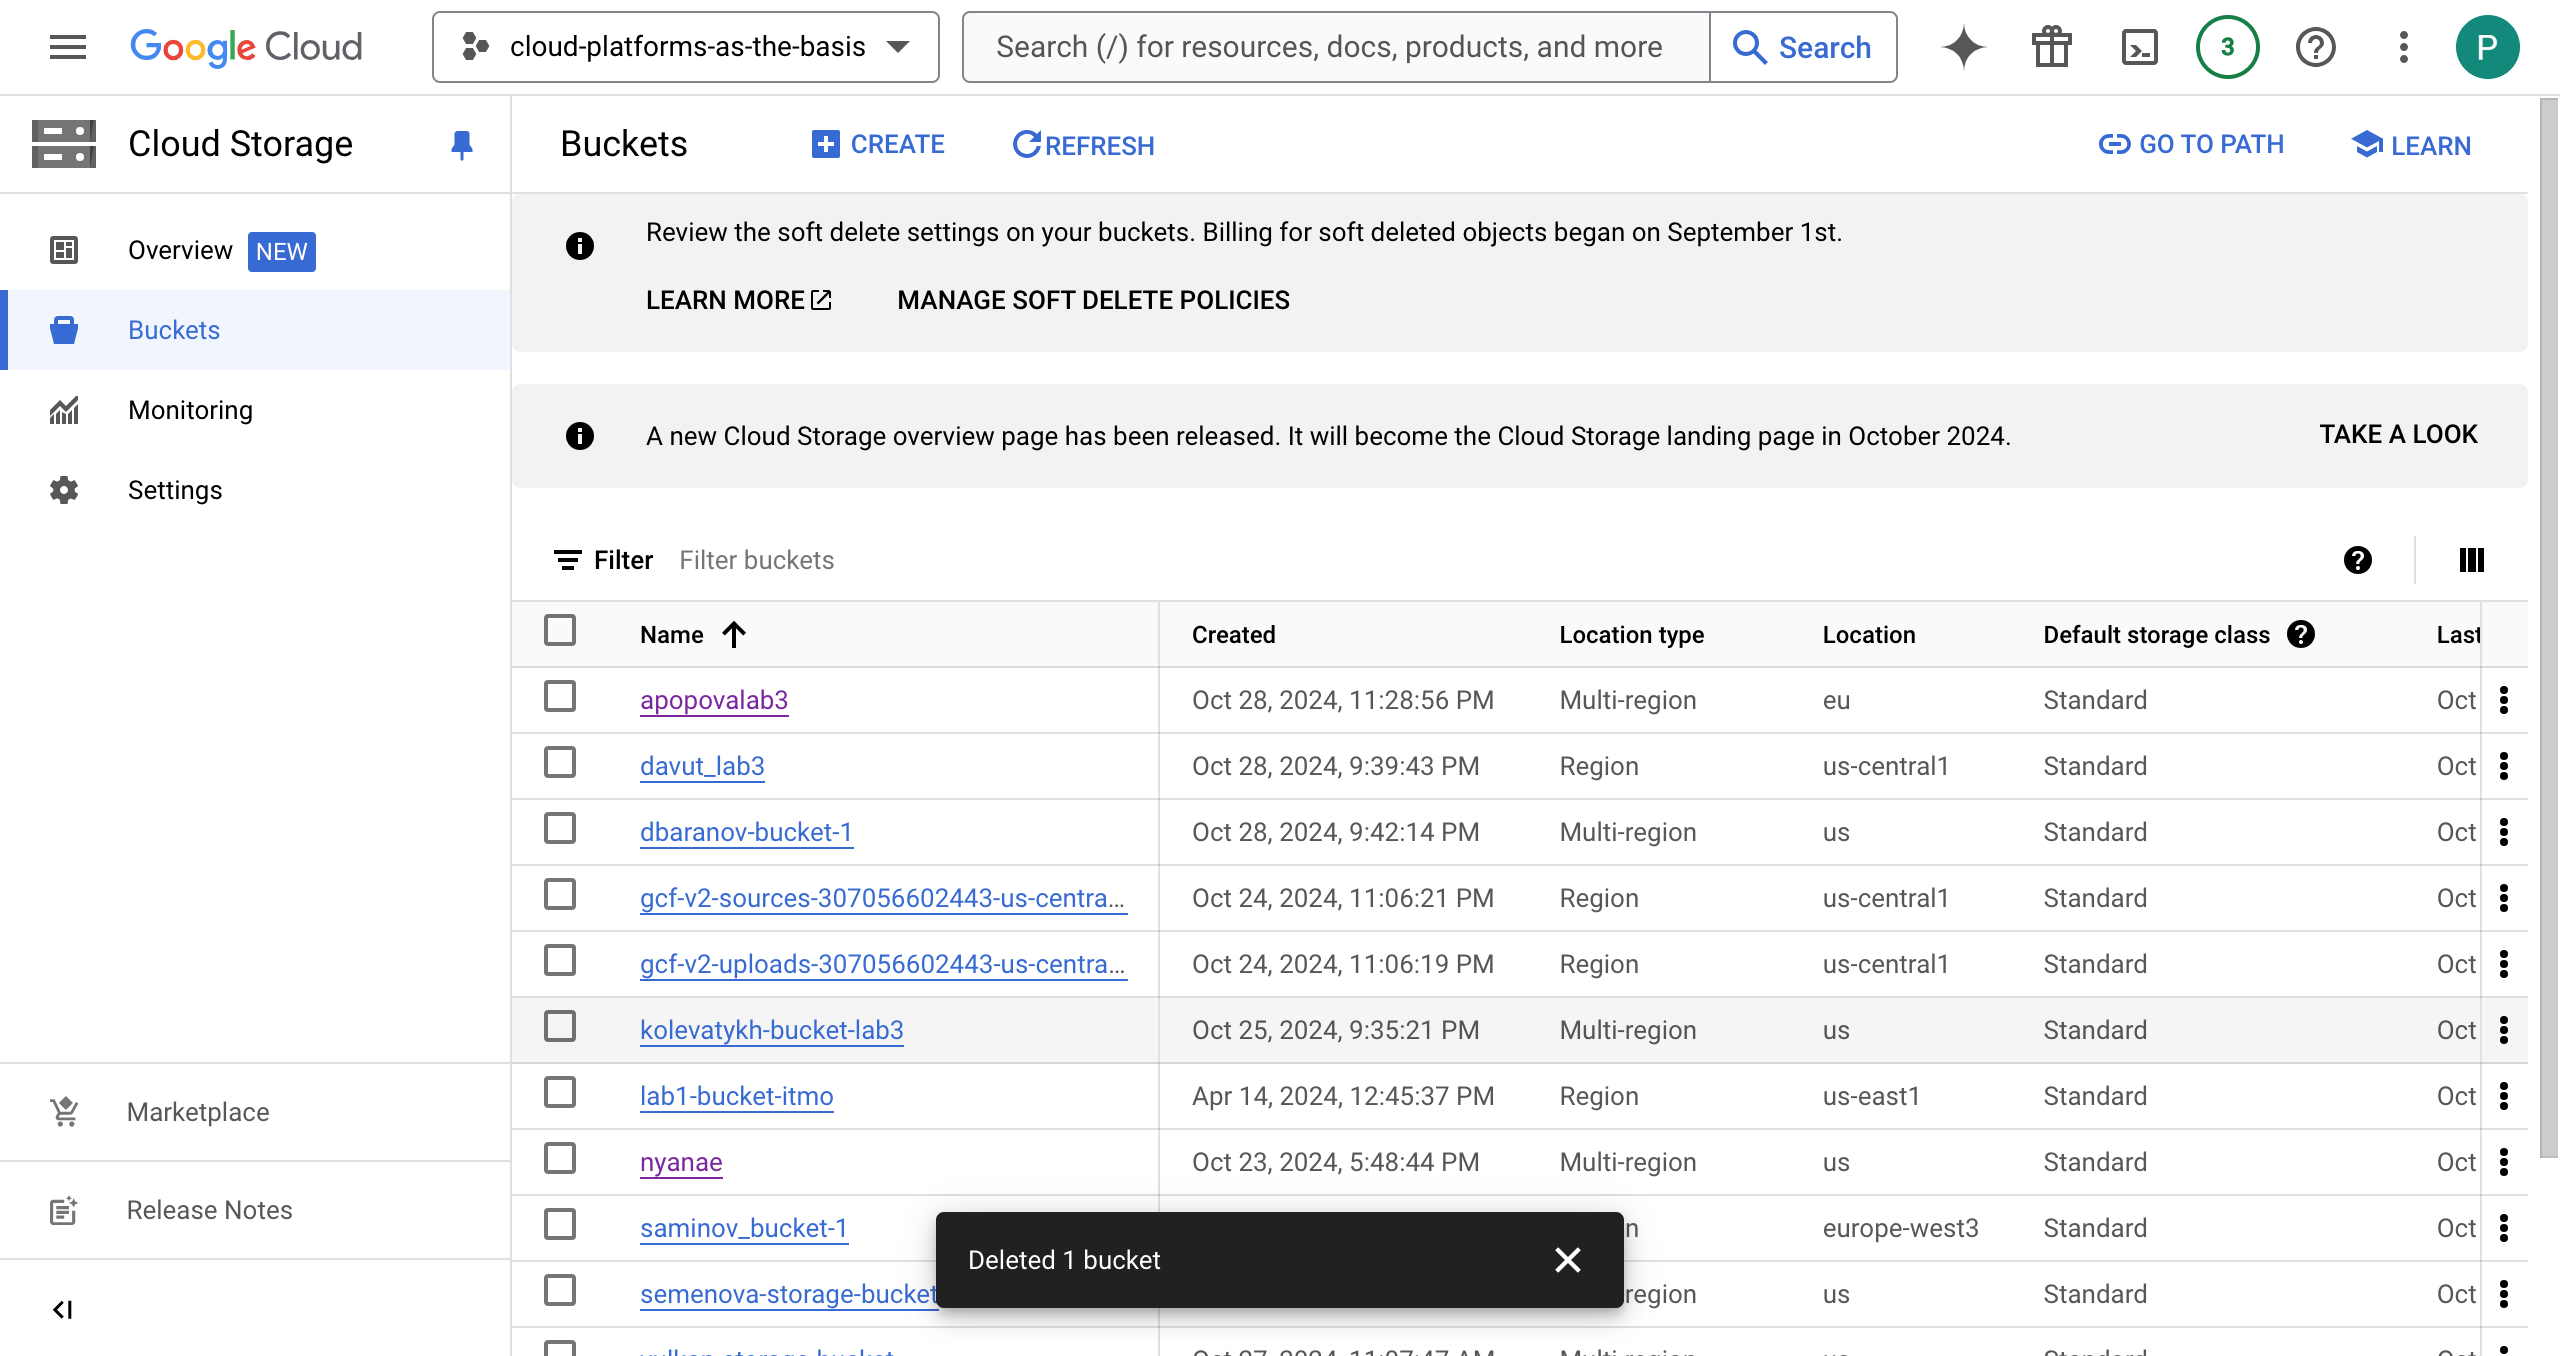 Google Cloud
cloud-platforms-as-the-basis
Search (/) for resources, docs, products, and more
Search
3
P
Cloud Storage
Buckets
CREATE
REFRESH
GO TO PATH
LEARN
Overview NEW
Buckets
Monitoring
Settings
Marketplace
Release Notes
Review the soft delete settings on your buckets. Billing for soft deleted objects began on September 1st.
LEARN MORE
MANAGE SOFT DELETE POLICIES
A new Cloud Storage overview page has been released. It will become the Cloud Storage landing page in October 2024.
TAKE A LOOK
Filter Filter buckets
Name Created Location type Location Default storage class Last
apopovalab3 Oct 28, 2024, 11:28:56 PM Multi-region eu Standard Oct
davut_lab3 Oct 28, 2024, 9:39:43 PM Region us-central1 Standard Oct
dbaranov-bucket-1 Oct 28, 2024, 9:42:14 PM Multi-region us Standard Oct
gcf-v2-sources-307056602443-us-centra… Oct 24, 2024, 11:06:21 PM Region us-central1 Standard Oct
gcf-v2-uploads-307056602443-us-centra… Oct 24, 2024, 11:06:19 PM Region us-central1 Standard Oct
kolevatykh-bucket-lab3 Oct 25, 2024, 9:35:21 PM Multi-region us Standard Oct
lab1-bucket-itmo Apr 14, 2024, 12:45:37 PM Region us-east1 Standard Oct
nyanae Oct 23, 2024, 5:48:44 PM Multi-region us Standard Oct
saminov_bucket-1 n europe-west3 Standard Oct
semenova-storage-bucket region us Standard Oct
Deleted 1 bucket